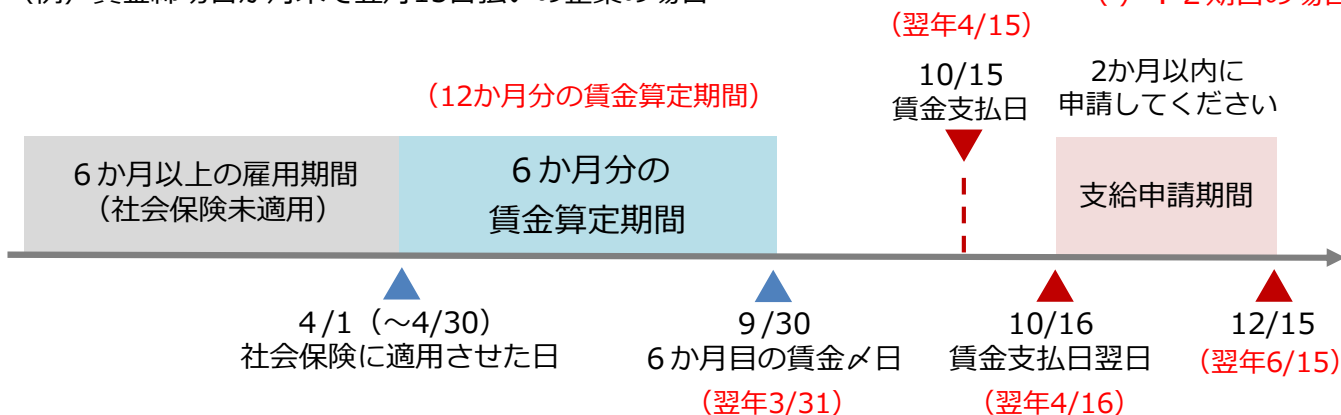 （翌年4/15）
10/15
賃金支払日
2か月以内に
申請してください
（12か月分の賃金算定期間）
６か月以上の雇用期間
（社会保険未適用）
６か月分の
賃金算定期間
支給申請期間
４/1（～4/30）
社会保険に適用させた日
９/30
６か月目の賃金〆日
（翌年3/31）
10/16
賃金支払日翌日
（翌年4/16）
12/15
（翌年6/15）